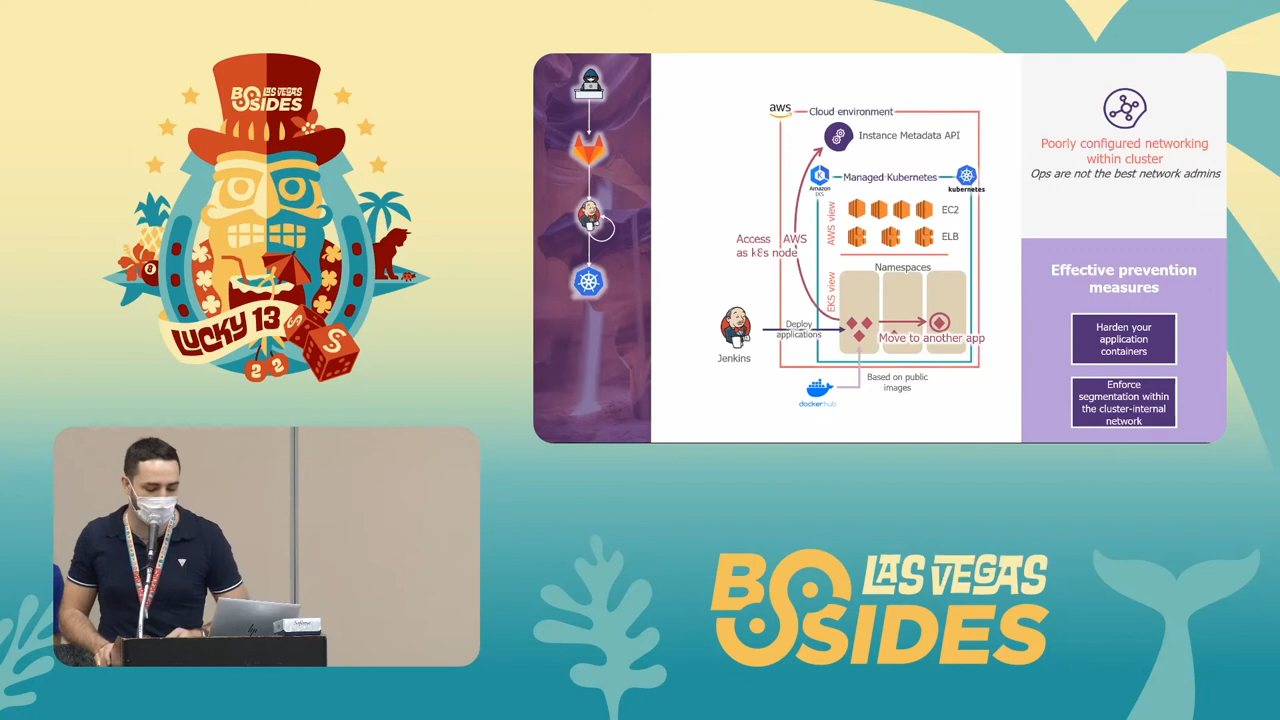 BSIDES
LAS VEGAS
LUCKY 13
S
S
8
22
aws
Cloud environment
Instance Metadata API
Amazon EKS
Managed Kubernetes
kubernetes
AWS view
EC2
ELB
Access AWS
as k8s node
Namespaces
EKS view
Deploy
applications
Move to another app
Jenkins
Based on public
images
docker hub
Poorly configured networking
within cluster
Ops are not the best network admins
Effective prevention
measures
Harden your
application
containers
Enforce
segmentation within
the cluster-internal
network
hp
BSIDES
LAS VEGAS